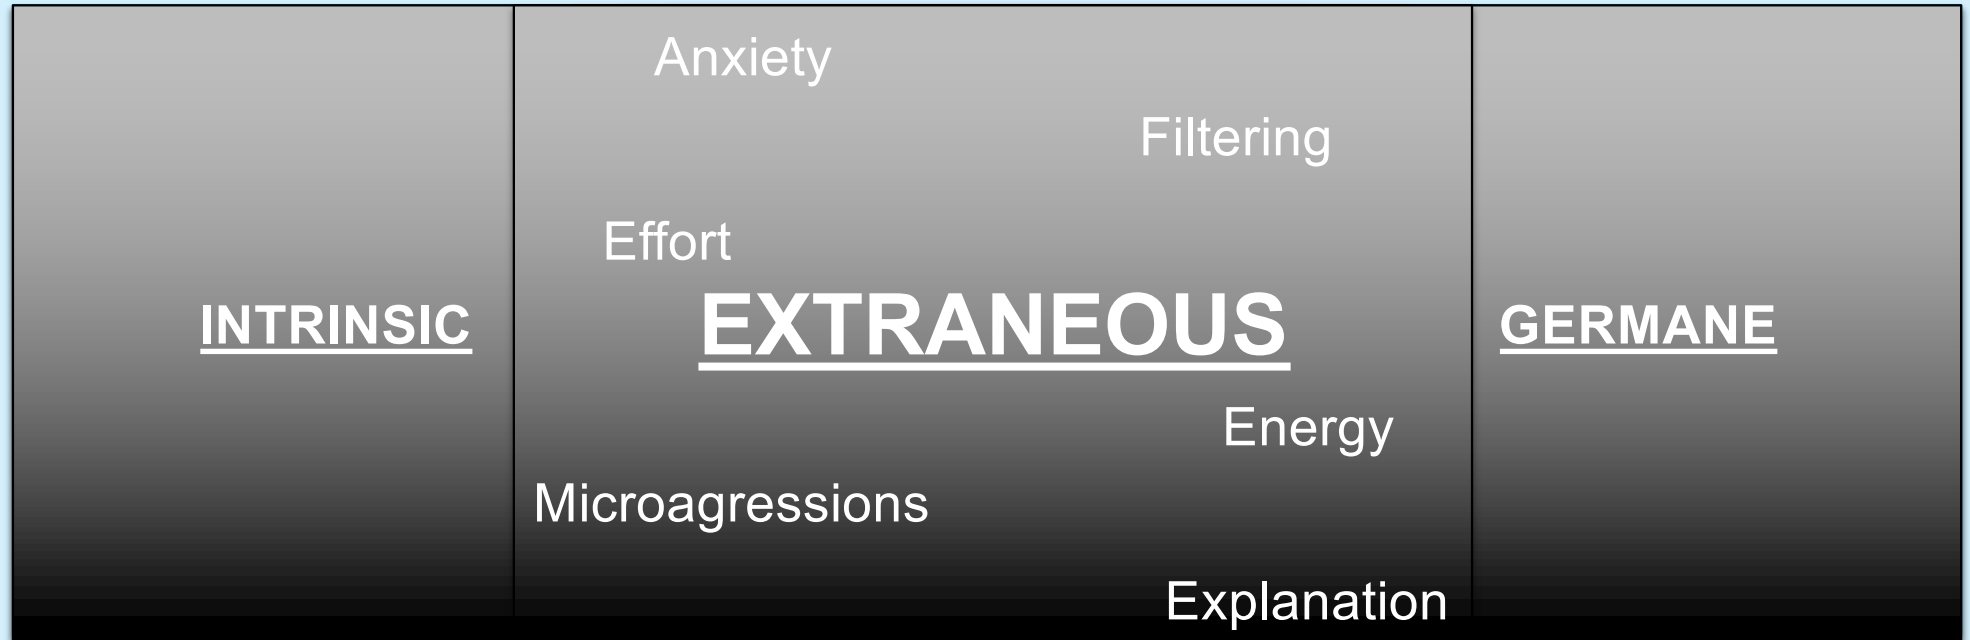 Anxiety
Filtering
Effort
INTRINSIC
EXTRANEOUS
GERMANE
Energy
Microagressions
Explanation